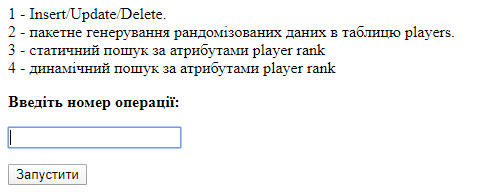 1 - Insert/Update/Delete.
2 - пакетне генерування рандомізованих даних в таблицю players.
3 - статичний пошук за атрибутами player rank
4 - динамічний пошук за атрибутами player rank
Введіть номер операції:
Запустити